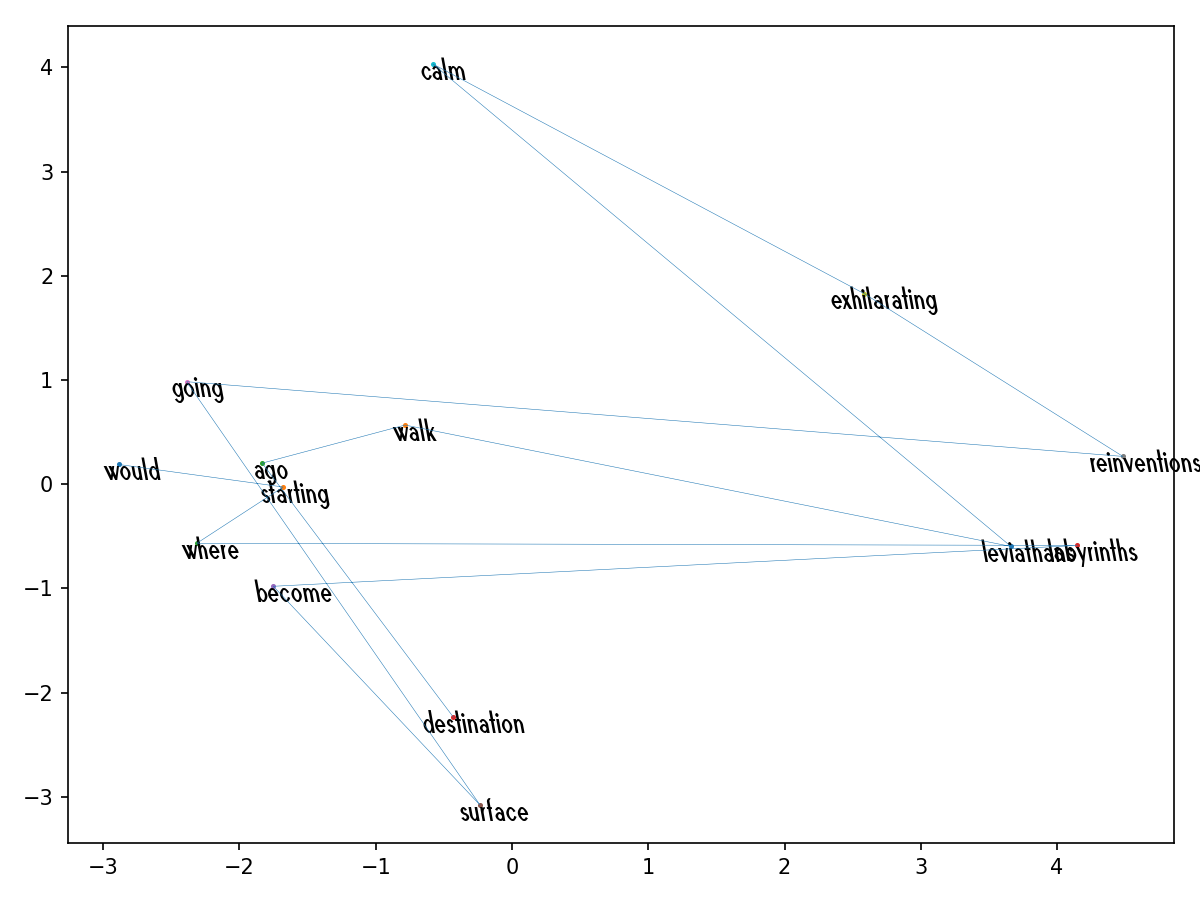 calm
exhilarating
going
walk
reinventions
would
ago
starting
where
leviathans
labyrinths
become
destination
surface
4
3
2
1
0
−1
−2
−3
−3
−2
−1
0
1
2
3
4